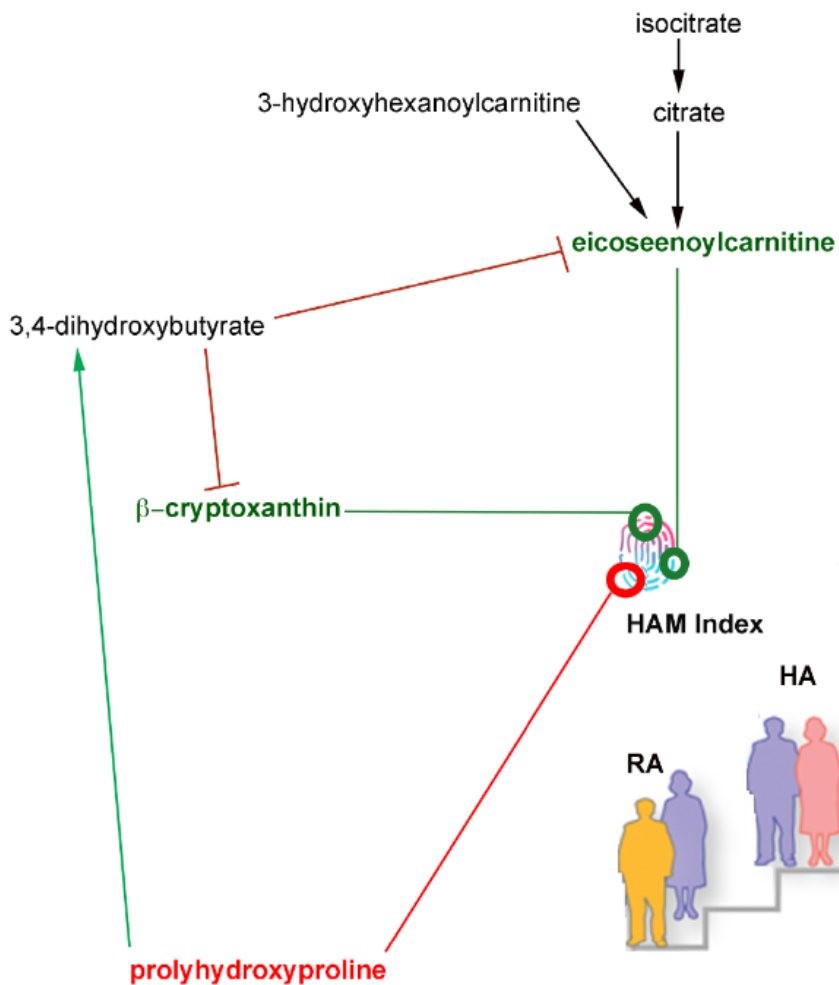 isocitrate
3-hydroxyhexanoylcarnitine
citrate
eicoseenoylcarnitine
3,4-dihydroxybutyrate
β-cryptoxanthin
HAM Index
HA
RA
prolyhydroxyproline